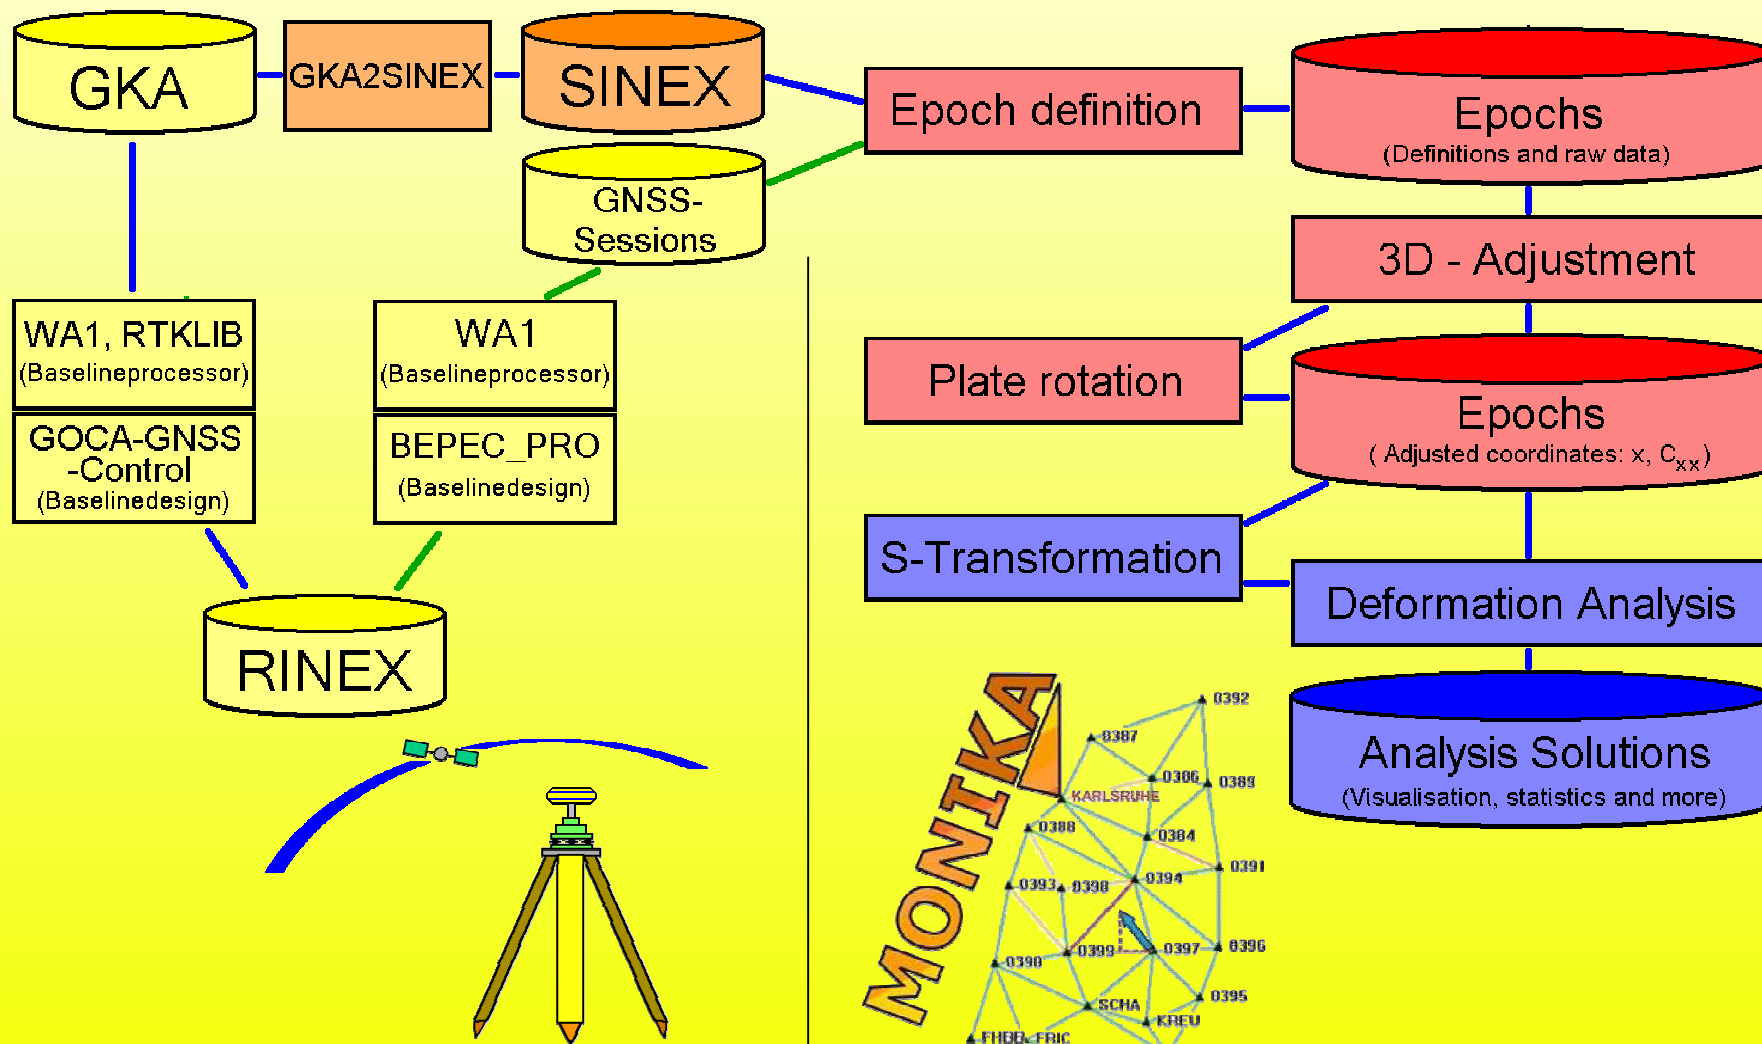 GKA
GKA2SINEX
SINEX
GNSS-
Sessions
WA1, RTKLIB
(Baselineprocessor)
GOCA-GNSS
-Control
(Baselinedesign)
WA1
(Baselineprocessor)
BEPEC_PRO
(Baselinedesign)
RINEX
Epoch definition
Epochs
(Definitions and raw data)
3D - Adjustment
Plate rotation
Epochs
( Adjusted coordinates: x, Cxx)
S-Transformation
Deformation Analysis
Analysis Solutions
(Visualisation, statistics and more)
MONIKA
0392
0387
0386
0389
KARLSRUHE
0388
0384
0391
0393
0398
0394
0399
0397
0396
0390
0395
SCHA
KREU
FHBB
FRIC